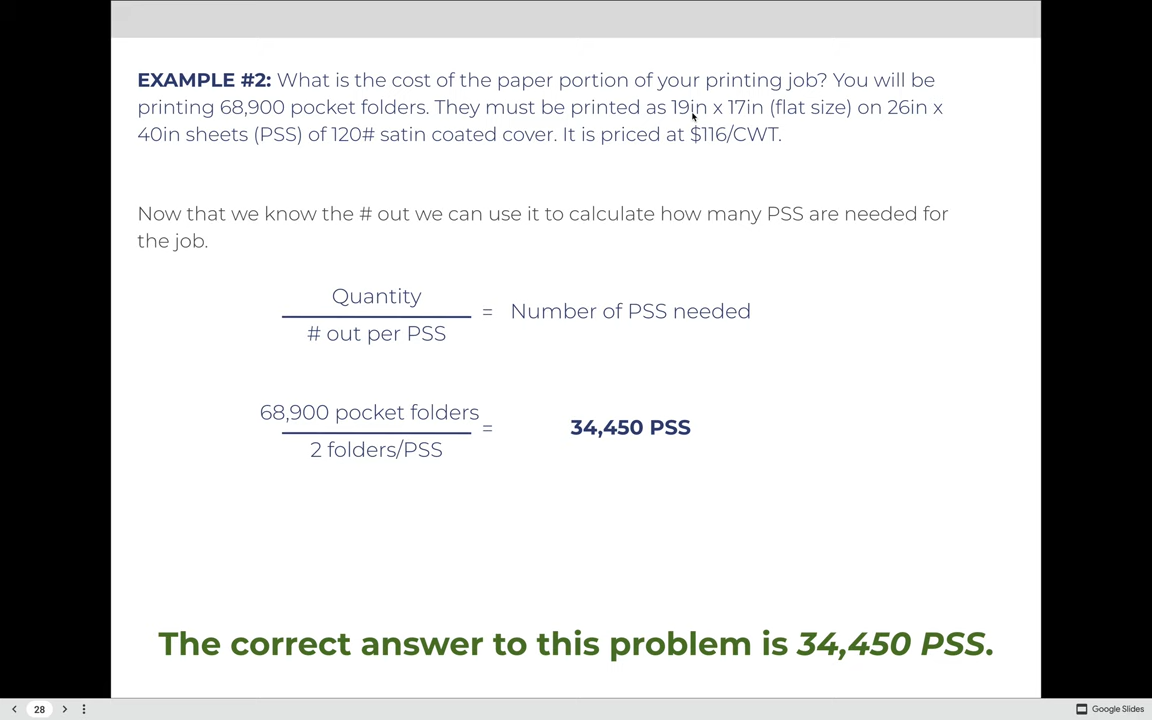 EXAMPLE #2: What is the cost of the paper portion of your printing job? You will be
printing 68,900 pocket folders. They must be printed as 19in x 17in (flat size) on 26in x
40in sheets (PSS) of 120# satin coated cover. It is priced at $116/CWT.
Now that we know the # out we can use it to calculate how many PSS are needed for
the job.
Quantity
# out per PSS
= Number of PSS needed
68,900 pocket folders
2 folders/PSS
= 34,450 PSS
The correct answer to this problem is 34,450 PSS.
28
Google Slides